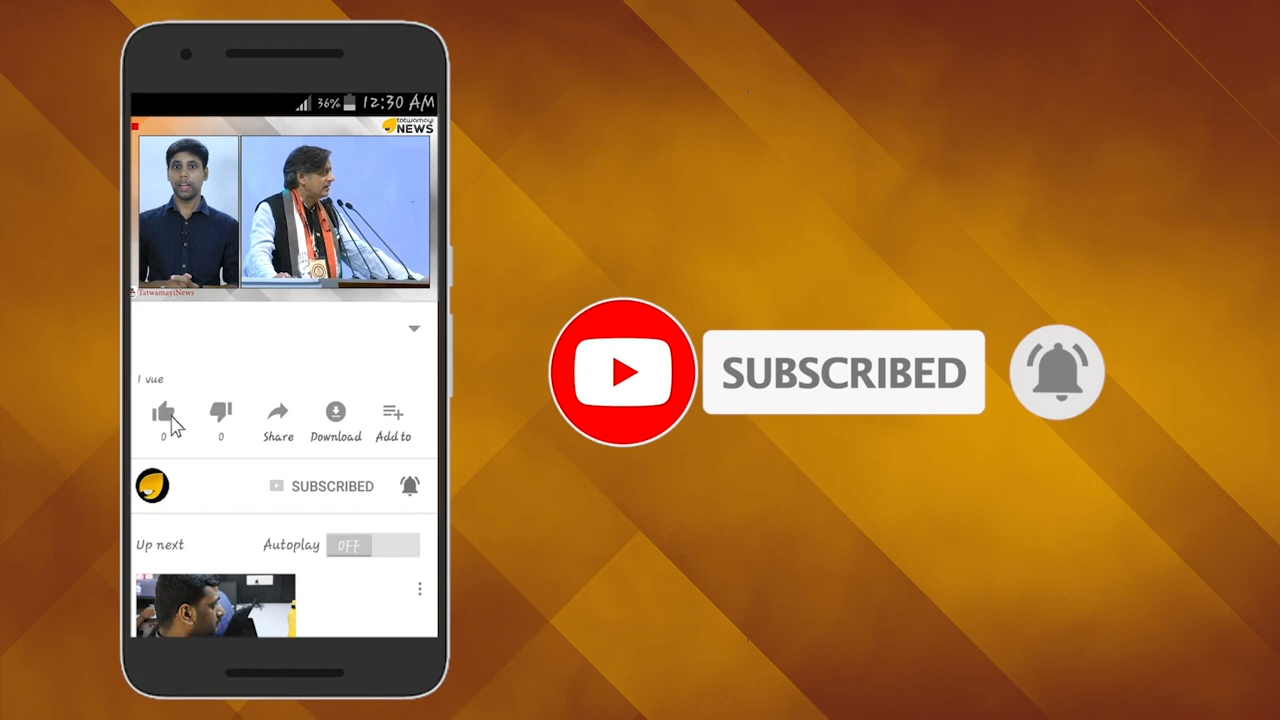 36% 12:30 AM
tatwamayi
NEWS
TatwamayiNews
1 vue
0 0 Share Download Add to
SUBSCRIBED
Up next Autoplay OFF
SUBSCRIBED